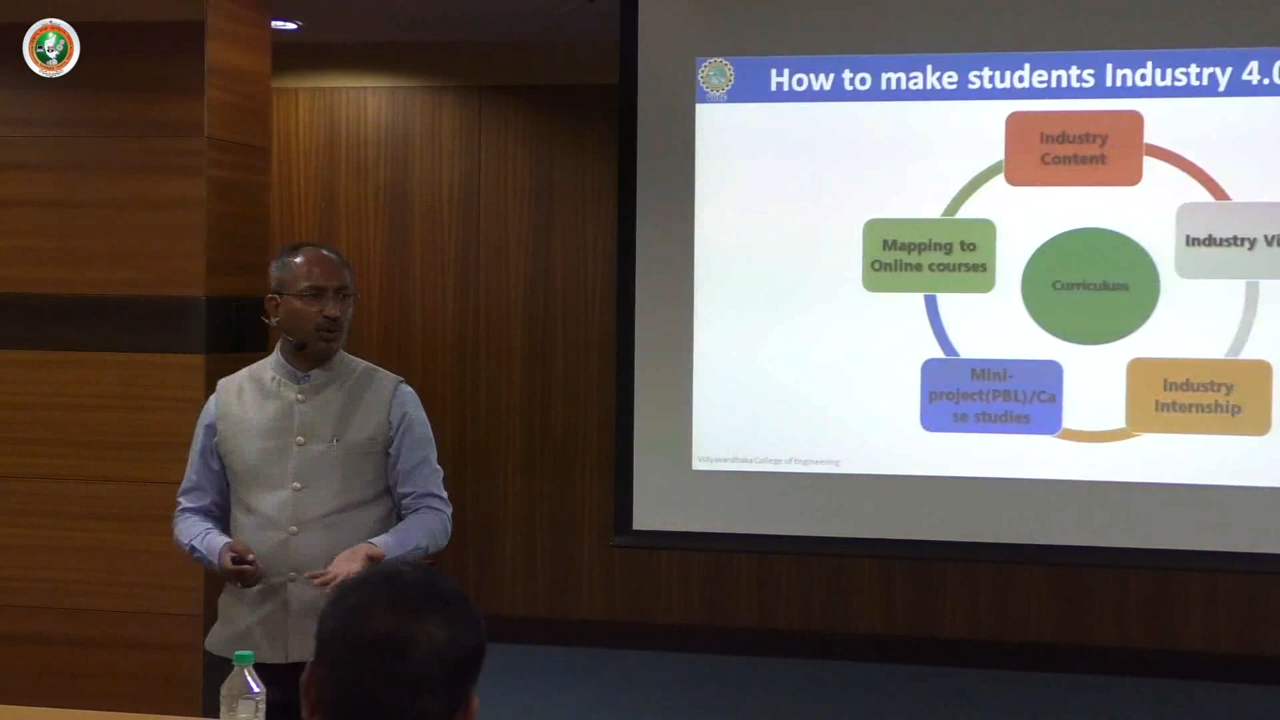 How to make students Industry 4.0
Industry
Content
Mapping to
Online courses
Industry Vi
Curriculum
Mini-
project(PBL)/Ca
se studies
Industry
Internship
Vidyavardhaka College of Engineering